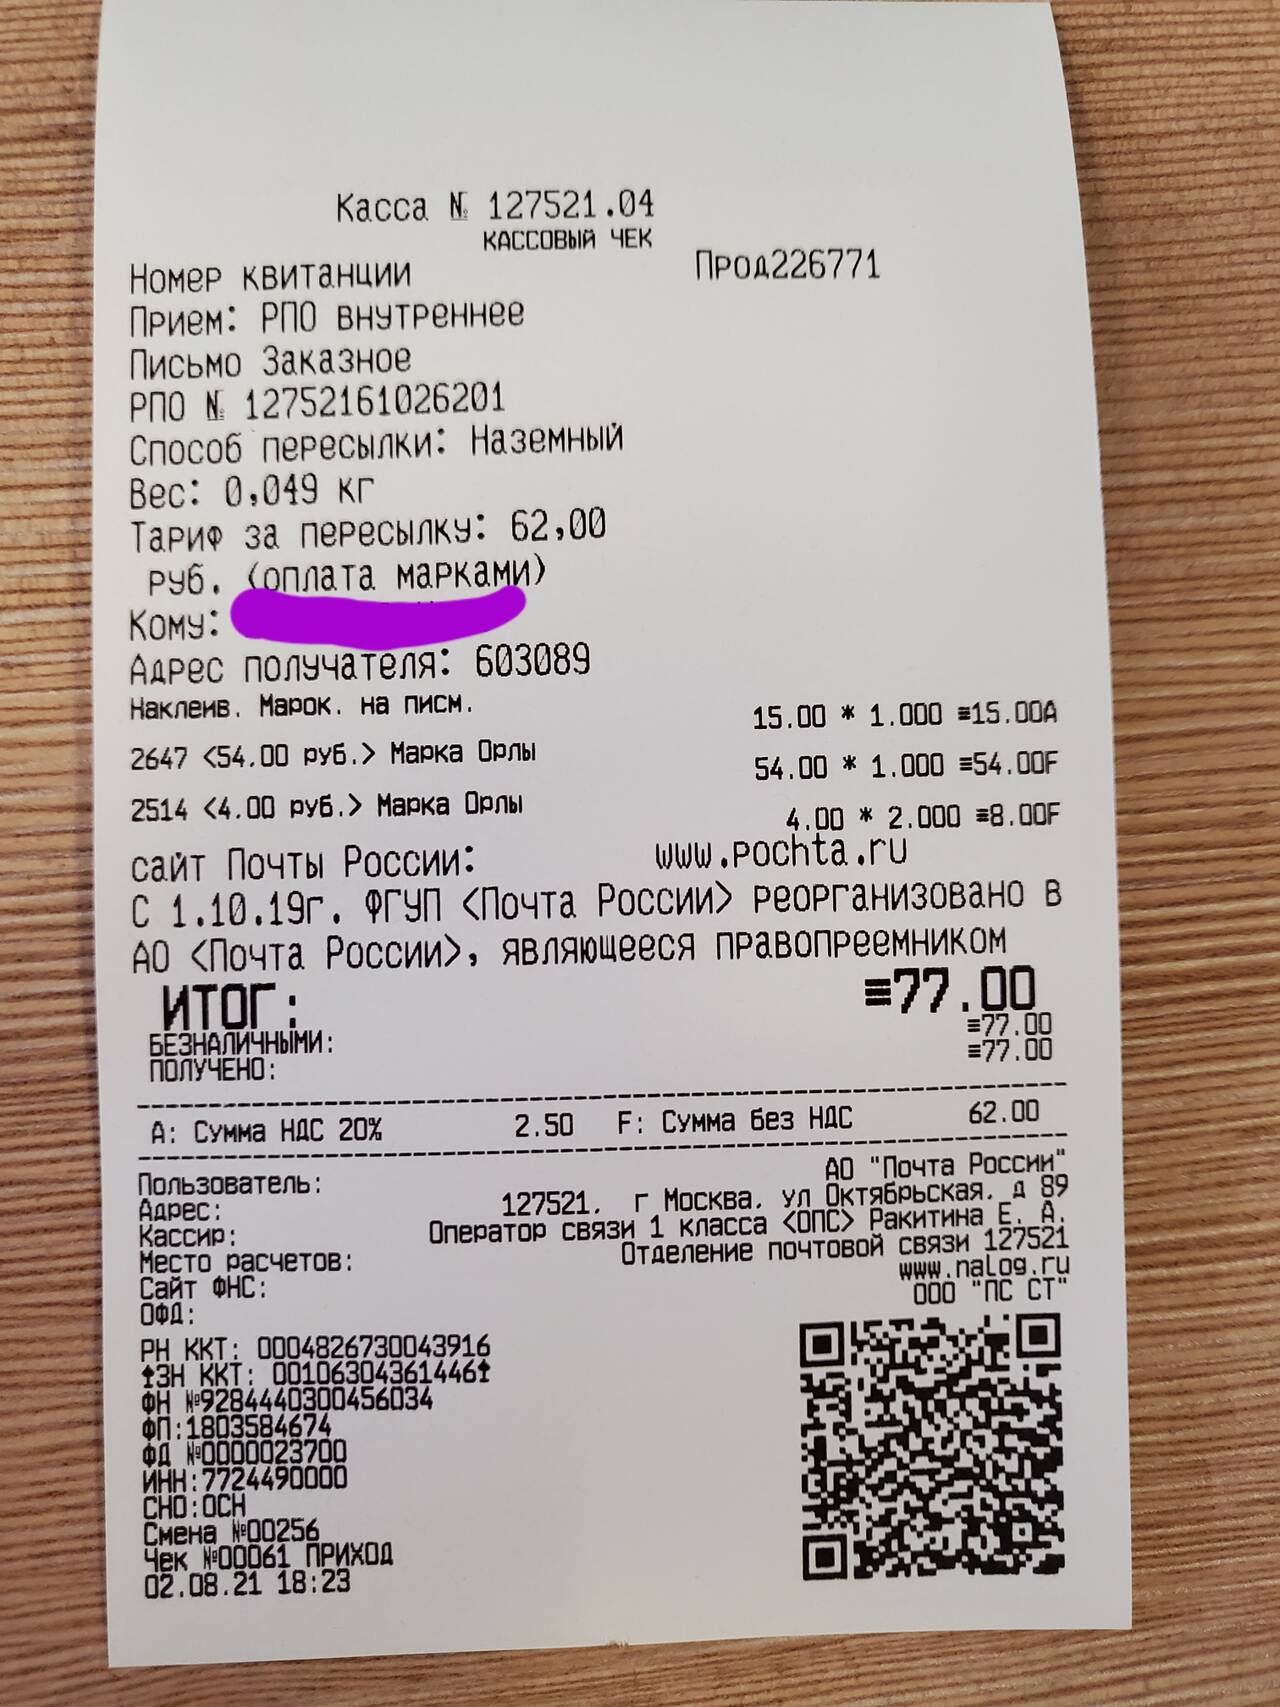 Касса № 127521.04
КАССОВЫЙ ЧЕК
Номер квитанции Прод226771
Прием: РПО внутреннее
Письмо Заказное
РПО № 12752161026201
Способ пересылки: Наземный
Вес: 0,049 кг
Тариф за пересылку: 62,00
руб. (оплата марками)
Кому:
Адрес получателя: 603089
Наклеив. Марок. на писм. 15.00 * 1.000 ≡15.00А
2647 <54.00 руб.> Марка Орлы 54.00 * 1.000 ≡54.00F
2514 <4.00 руб.> Марка Орлы 4.00 * 2.000 ≡8.00F
сайт Почты России: www.pochta.ru
С 1.10.19г. ФГУП <Почта России> реорганизовано в
АО <Почта России>, являющееся правопреемником
ИТОГ: ≡77.00
БЕЗНАЛИЧНЫМИ: ≡77.00
ПОЛУЧЕНО: ≡77.00
А: Сумма НДС 20% 2.50 F: Сумма без НДС 62.00
Пользователь: АО "Почта России"
Адрес: 127521, г Москва, ул Октябрьская, д 89
Кассир: Оператор связи 1 класса <ОПС> Ракитина Е. А.
Место расчетов: Отделение почтовой связи 127521
Сайт ФНС: www.nalog.ru
ОФД: ООО "ПС СТ"
РН ККТ: 0004826730043916
ЗН ККТ: 00106304361446
ФН №9284440300456034
ФП:1803584674
ФД №0000023700
ИНН:7724490000
СНО:ОСН
Смена №00256
Чек №00061 ПРИХОД
02.08.21 18:23